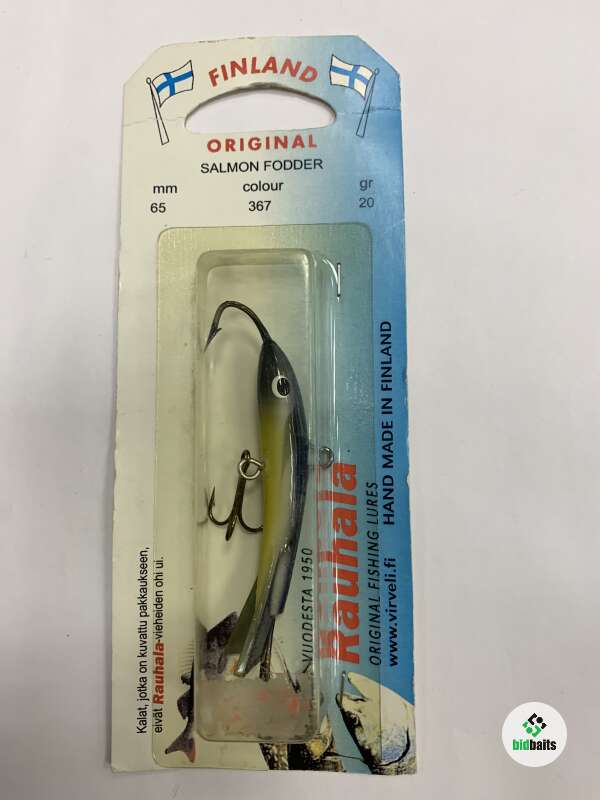 FINLAND
ORIGINAL
SALMON FODDER
mm colour gr
65 367 20
HAND MADE IN FINLAND
www.virveli.fi
ORIGINAL FISHING LURES
Rauhala
VUODESTA 1950
Kalat, jotka on kuvattu pakkaukseen,
eivät Rauhala-vieheiden ohi ui.
bidbaits